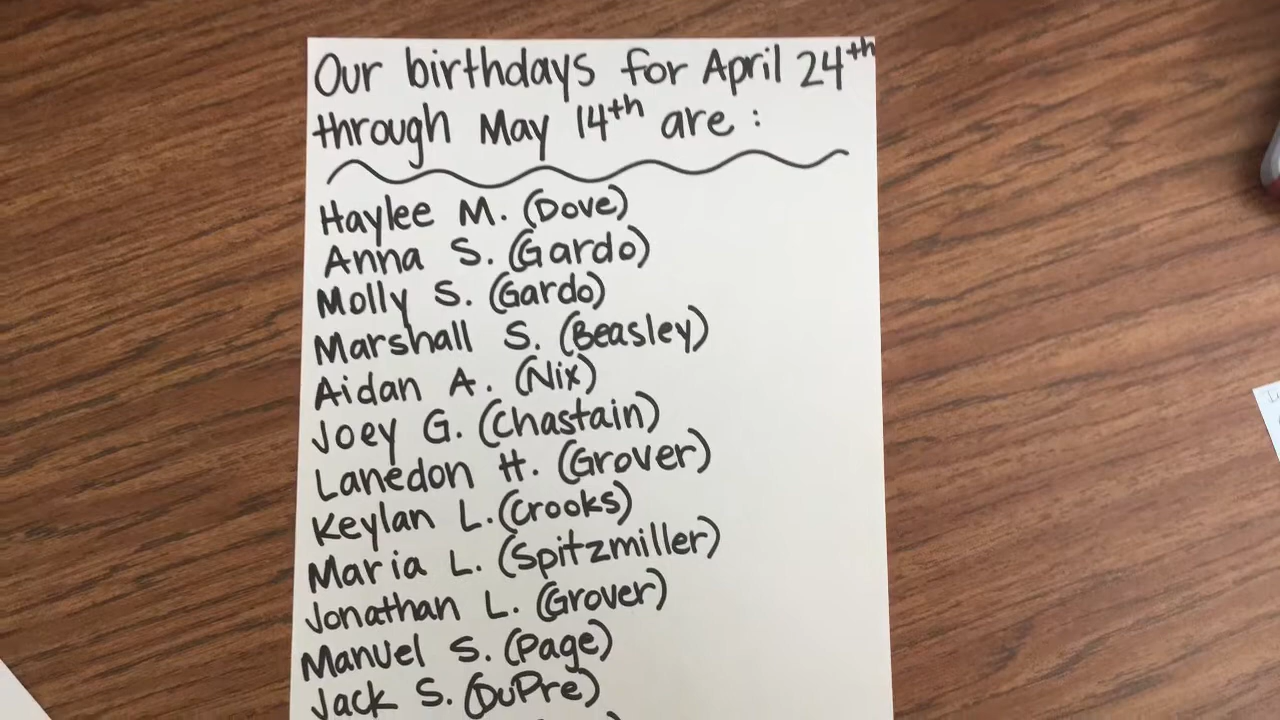 Our birthdays for April 24th
through May 14th are :
Haylee M. (Dove)
Anna S. (Gardo)
Molly S. (Gardo)
Marshall S. (Beasley)
Aidan A. (Nix)
Joey G. (Chastain)
Lanedon H. (Grover)
Keylan L. (Crooks)
Maria L. (Spitzmiller)
Jonathan L. (Grover)
Manuel S. (Page)
Jack S. (DuPre)